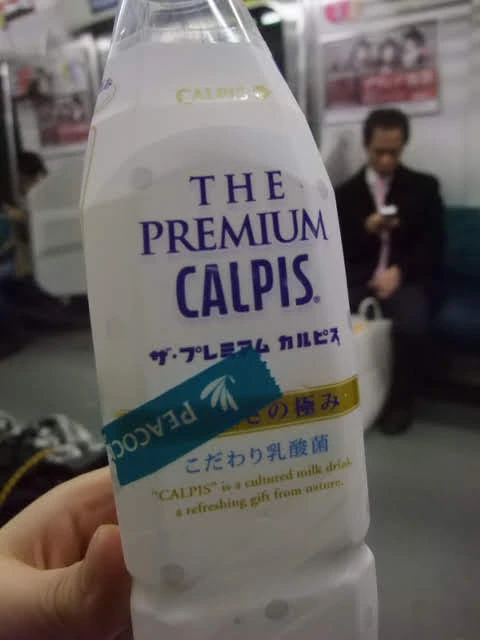 CALPIS
THE
PREMIUM
CALPIS®
ザ・プレミアム カルピス
PEACOC
さの極み
こだわり乳酸菌
"CALPIS" is a cultured milk drink,
a refreshing gift from nature.